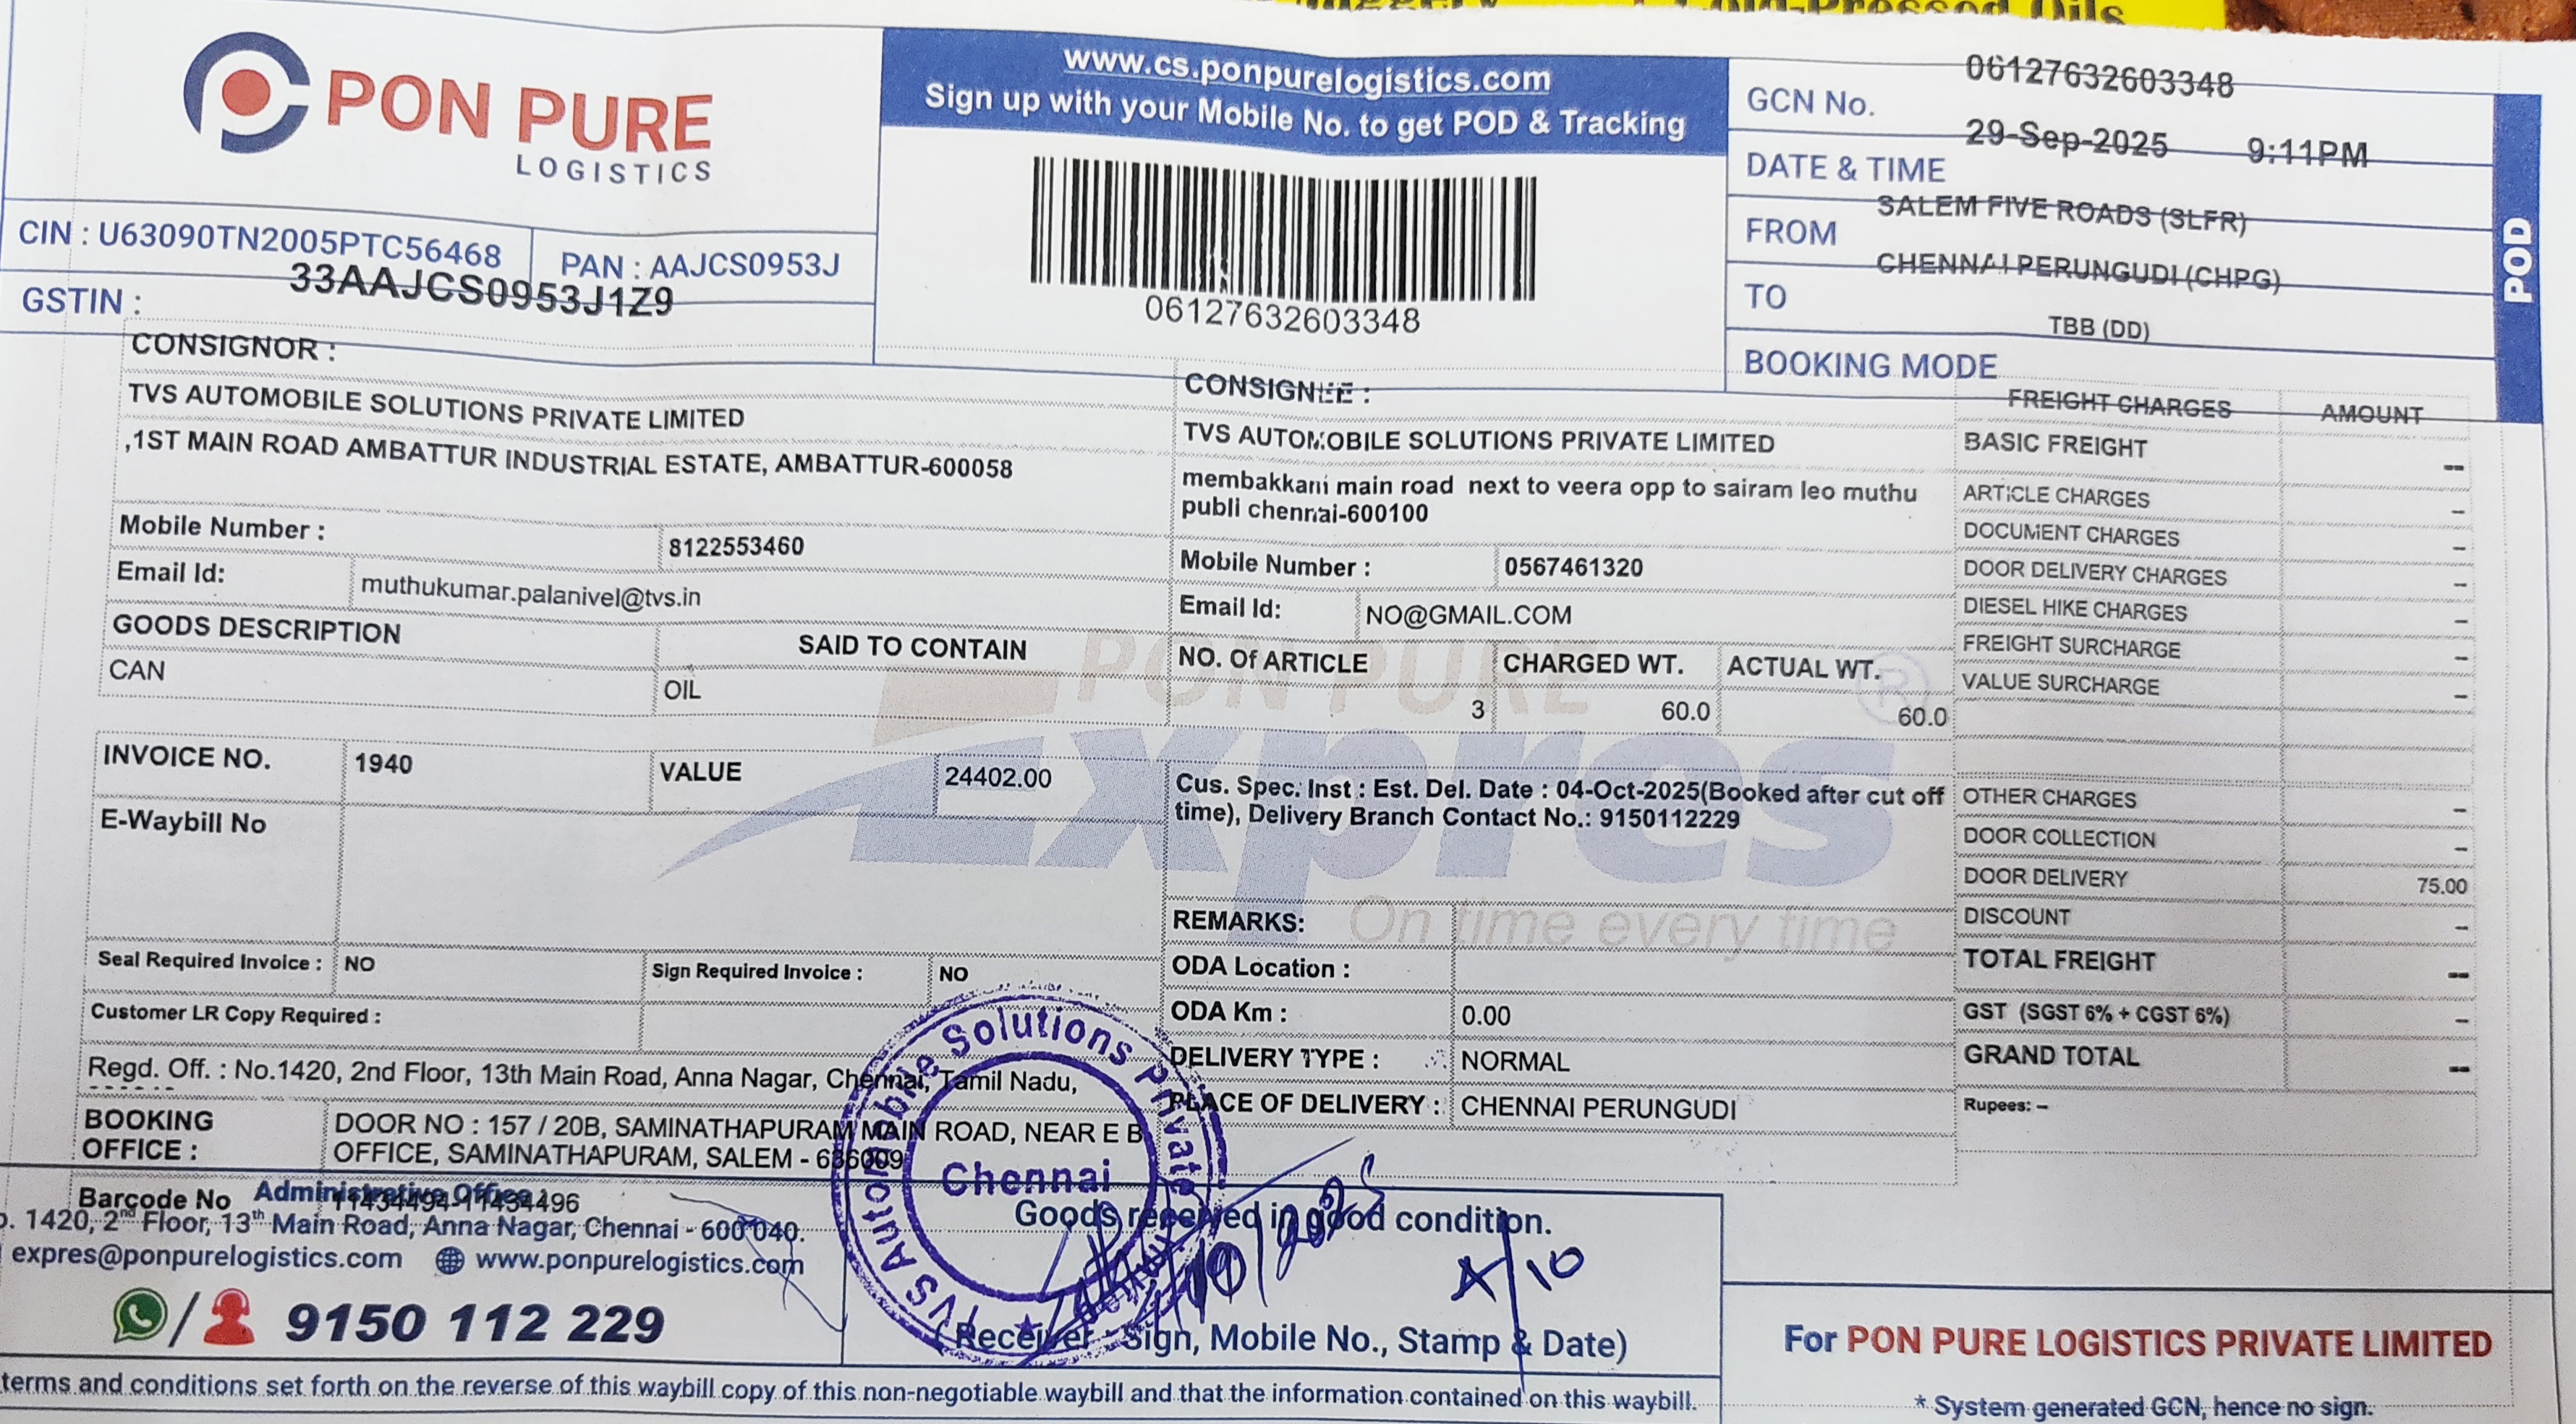 PON PURE
LOGISTICS
CIN : U63090TN2005PTC56468
PAN : AAJCS0953J
GSTIN : 33AAJCS0953J1Z9
www.cs.ponpurelogistics.com
Sign up with your Mobile No. to get POD & Tracking
06127632603348
GCN No. 06127632603348
DATE & TIME 29-Sep-2025 9:11PM
FROM SALEM FIVE ROADS (SLFR)
TO CHENNAI PERUNGUDI (CHPG)
BOOKING MODE TBB (DD)
POD
CONSIGNOR :
TVS AUTOMOBILE SOLUTIONS PRIVATE LIMITED
,1ST MAIN ROAD AMBATTUR INDUSTRIAL ESTATE, AMBATTUR-600058
Mobile Number : 8122553460
Email Id: muthukumar.palanivel@tvs.in
CONSIGNEE :
TVS AUTOMOBILE SOLUTIONS PRIVATE LIMITED
membakkani main road next to veera opp to sairam leo muthu
publi chennai-600100
Mobile Number : 0567461320
Email Id: NO@GMAIL.COM
GOODS DESCRIPTION SAID TO CONTAIN NO. Of ARTICLE CHARGED WT. ACTUAL WT.
CAN OIL 3 60.0 60.0
INVOICE NO. 1940 VALUE 24402.00
E-Waybill No
Cus. Spec. Inst : Est. Del. Date : 04-Oct-2025(Booked after cut off
time), Delivery Branch Contact No.: 9150112229
PON PURE
Expres
On time every time
REMARKS:
ODA Location :
ODA Km : 0.00
DELIVERY TYPE : NORMAL
PLACE OF DELIVERY : CHENNAI PERUNGUDI
Seal Required Invoice : NO Sign Required Invoice : NO
Customer LR Copy Required :
Regd. Off. : No.1420, 2nd Floor, 13th Main Road, Anna Nagar, Chennai, Tamil Nadu,
BOOKING OFFICE :
DOOR NO : 157 / 20B, SAMINATHAPURAM MAIN ROAD, NEAR E B
OFFICE, SAMINATHAPURAM, SALEM - 636009
FREIGHT CHARGES AMOUNT
BASIC FREIGHT --
ARTICLE CHARGES –
DOCUMENT CHARGES –
DOOR DELIVERY CHARGES –
DIESEL HIKE CHARGES –
FREIGHT SURCHARGE –
VALUE SURCHARGE –
OTHER CHARGES –
DOOR COLLECTION –
DOOR DELIVERY 75.00
DISCOUNT –
TOTAL FREIGHT --
GST (SGST 6% + CGST 6%) –
GRAND TOTAL --
Rupees: –
Barcode No 11434494-11434496
Administrative Office :
1420, 2nd Floor, 13th Main Road, Anna Nagar, Chennai - 600 040.
expres@ponpurelogistics.com www.ponpurelogistics.com
9150 112 229
TVS Automobile Solutions Private Limited
Chennai
Goods received in good condition.
(Receiver Sign, Mobile No., Stamp & Date)
For PON PURE LOGISTICS PRIVATE LIMITED
* System generated GCN, hence no sign.
terms and conditions set forth on the reverse of this waybill copy of this non-negotiable waybill and that the information contained on this waybill.